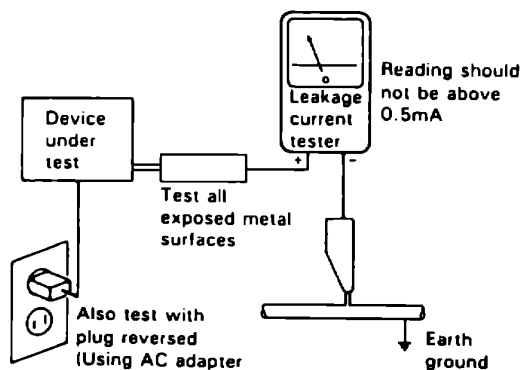 Device
under
test
Leakage
current
tester
+ -
Reading should
not be above
0.5mA
Test all
exposed metal
surfaces
Also test with
plug reversed
(Using AC adapter
Earth
ground